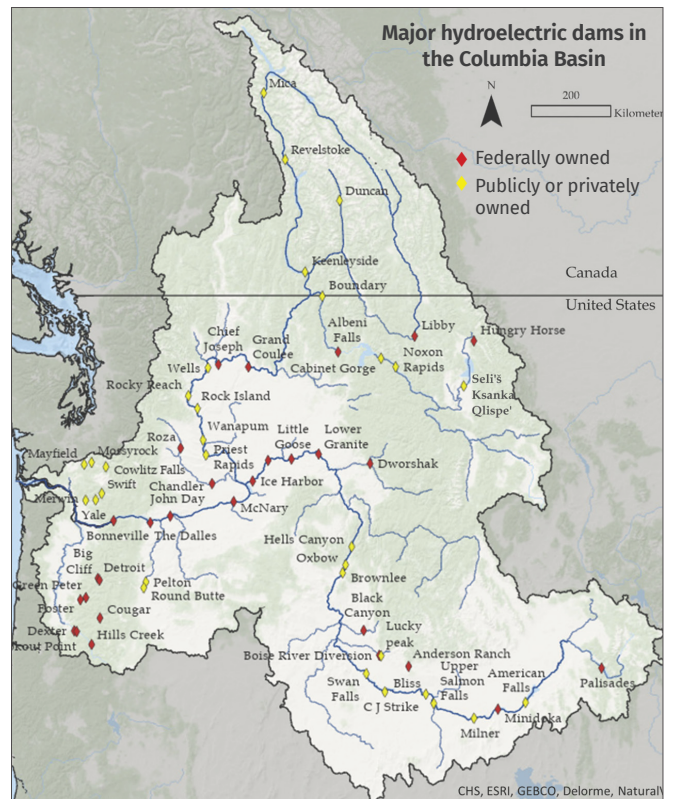 Major hydroelectric dams in
the Columbia Basin
N
200
Kilometer
Federally owned
Publicly or privately
owned
Mica
Revelstoke
Duncan
Keenleyside
Canada
Boundary
United States
Albeni
Falls
Libby
Hungry Horse
Chief
Joseph
Grand
Coulee
Wells
Cabinet Gorge
Noxon
Rapids
Seli's
Ksanka
Qlispe'
Rocky Reach
Rock Island
Wanapum
Little
Goose
Lower
Granite
Roza
Priest
Rapids
Mayfield
Mossyrock
Cowlitz Falls
Dworshak
Swift
Chandler
Ice Harbor
Merwin
John Day
Yale
McNary
Bonneville
The Dalles
Hells Canyon
Oxbow
Big
Cliff
Detroit
Brownlee
Green Peter
Pelton
Round Butte
Black
Canyon
Foster
Cougar
Lucky
peak
Dexter
Hills Creek
kout Point
Boise River Diversion
Anderson Ranch
Swan
Falls
Bliss
Upper
Salmon
Falls
American
Falls
Palisades
C J Strike
Minidoka
Milner
CHS, ESRI, GEBCO, Delorme, Natural